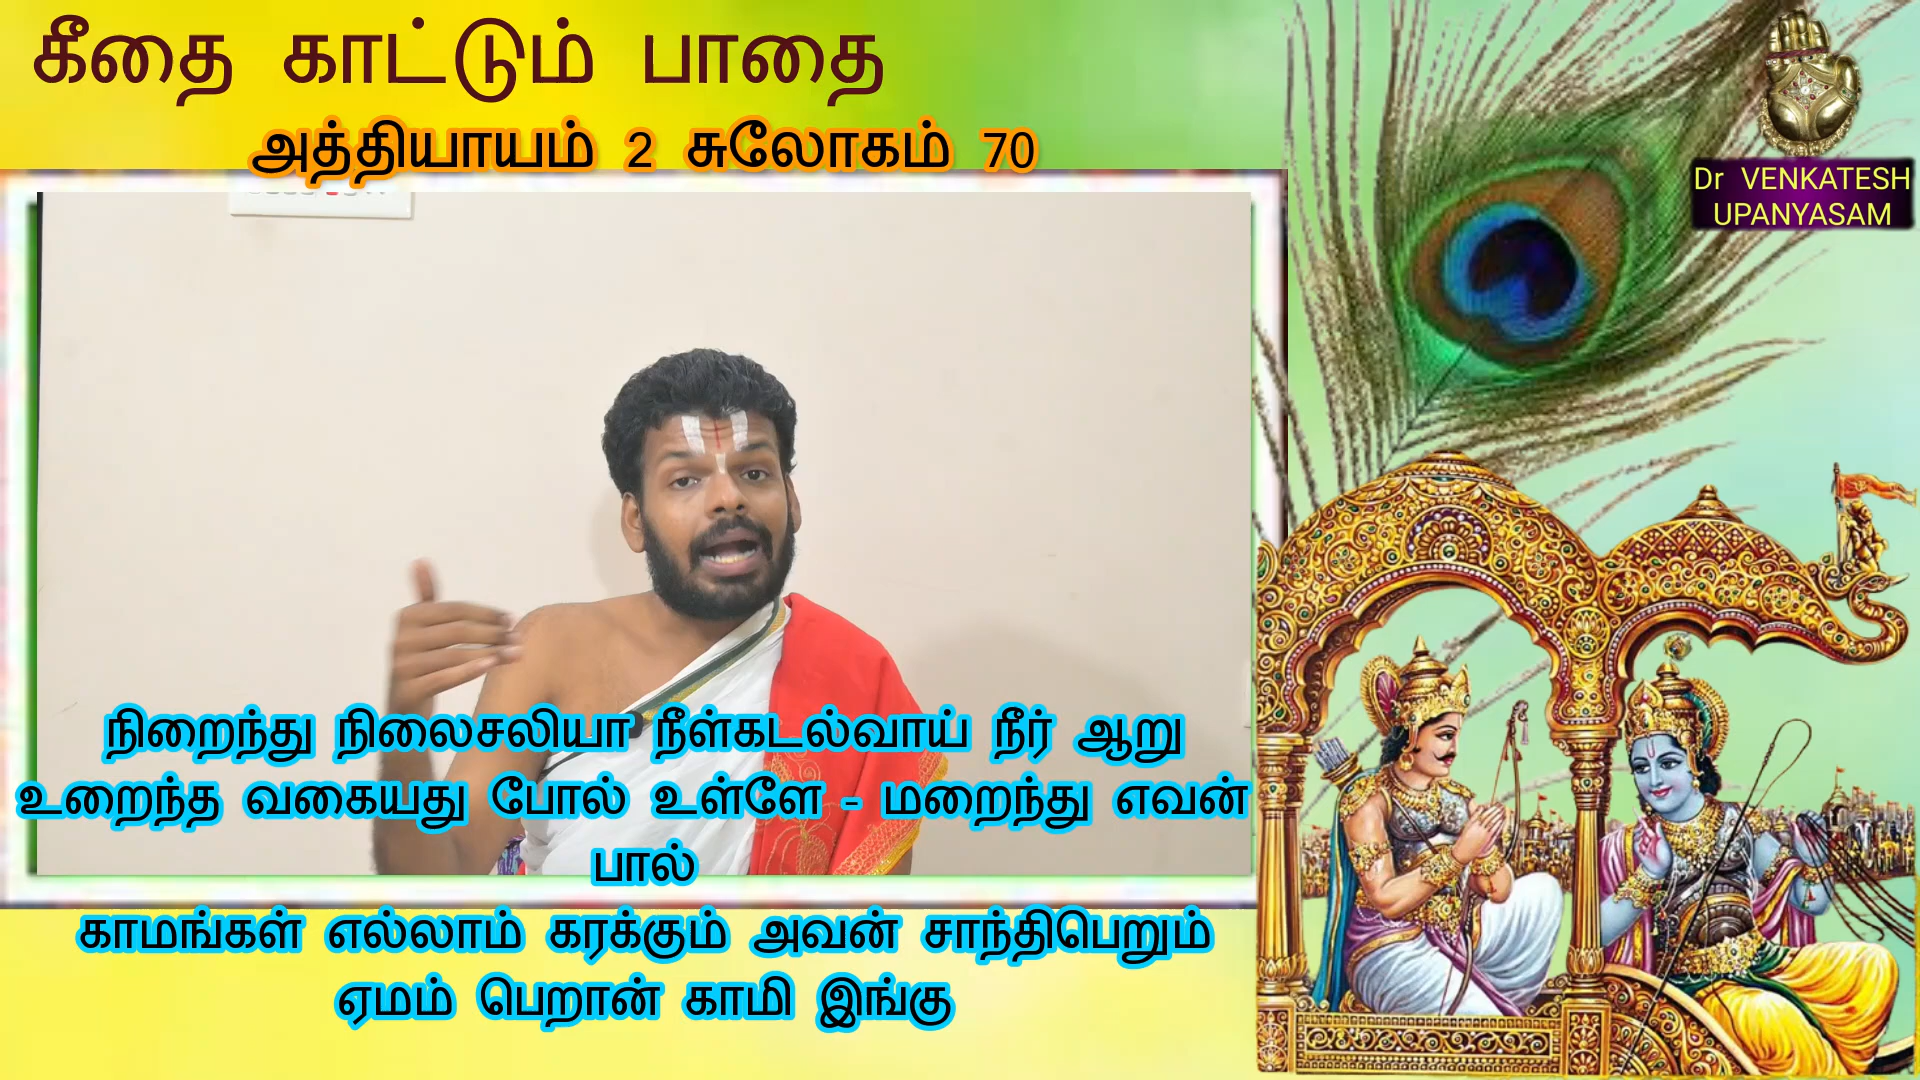 கீதை காட்டும் பாதை
அத்தியாயம் 2 சுலோகம் 70
Dr VENKATESH
UPANYASAM
நிறைந்து நிலைசலியா நீள்கடல்வாய் நீர் ஆறு
உறைந்த வகையது போல் உள்ளே - மறைந்து எவன்
பால்
காமங்கள் எல்லாம் கரக்கும் அவன் சாந்திபெறும்
ஏமம் பெறான் காமி இங்கு